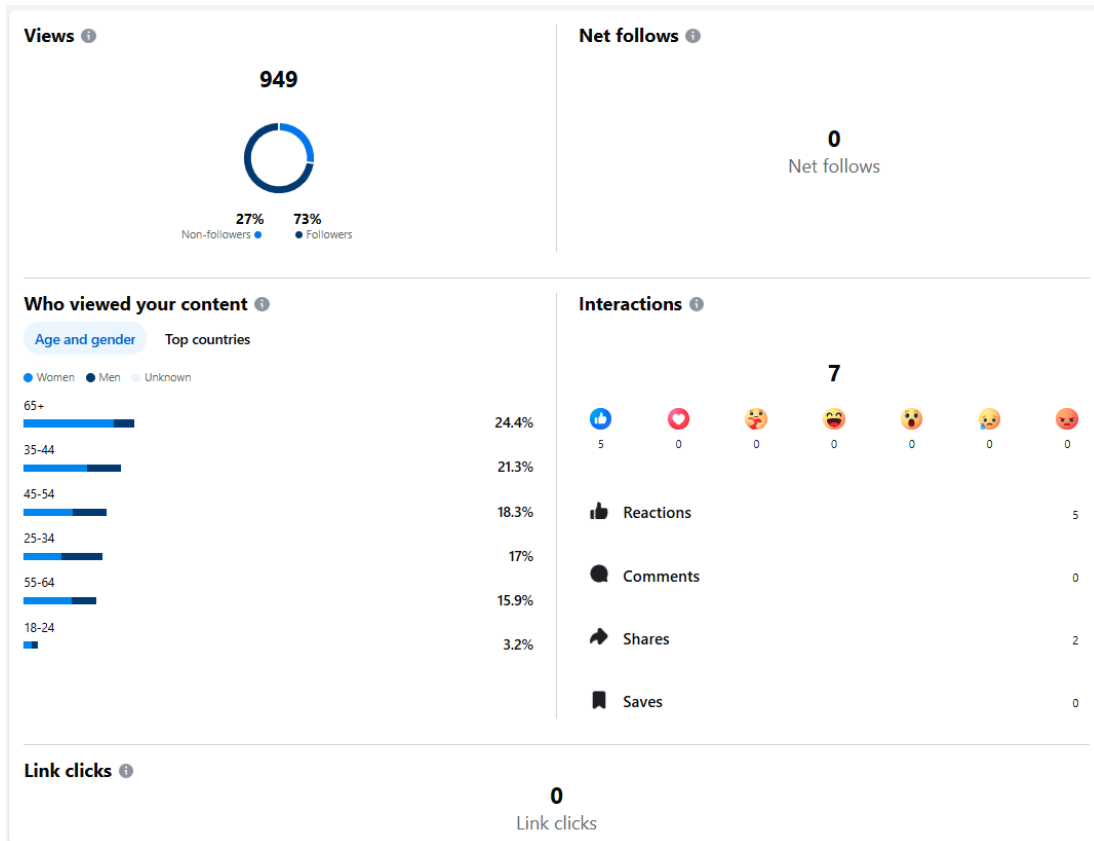 Views
949
27% 73%
Non-followers Followers
Net follows
0
Net follows
Who viewed your content
Age and gender Top countries
Women Men Unknown
65+
24.4%
35-44
21.3%
45-54
18.3%
25-34
17%
55-64
15.9%
18-24
3.2%
Interactions
7
5 0 0 0 0 0 0
Reactions 5
Comments 0
Shares 2
Saves 0
Link clicks
0
Link clicks